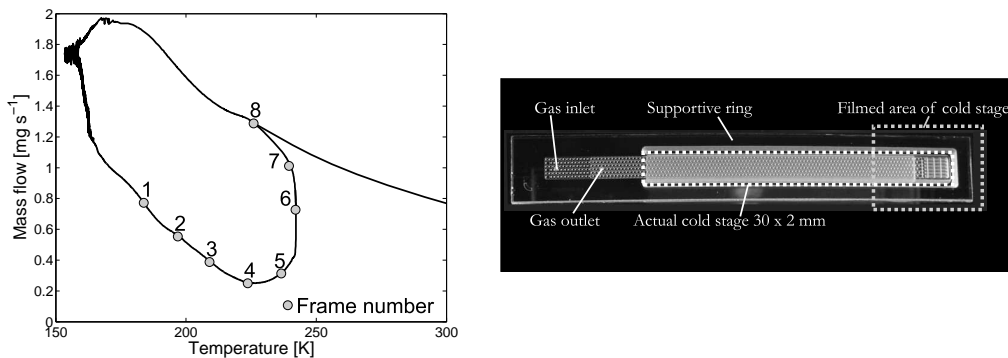 2
1.8
1.6
1.4
1.2
1
0.8
0.6
0.4
0.2
0
150
200
250
300
Mass flow [mg s⁻¹]
Temperature [K]
1
2
3
4
5
6
7
8
Frame number
Gas inlet
Supportive ring
Filmed area of cold stage
Gas outlet
Actual cold stage 30 x 2 mm